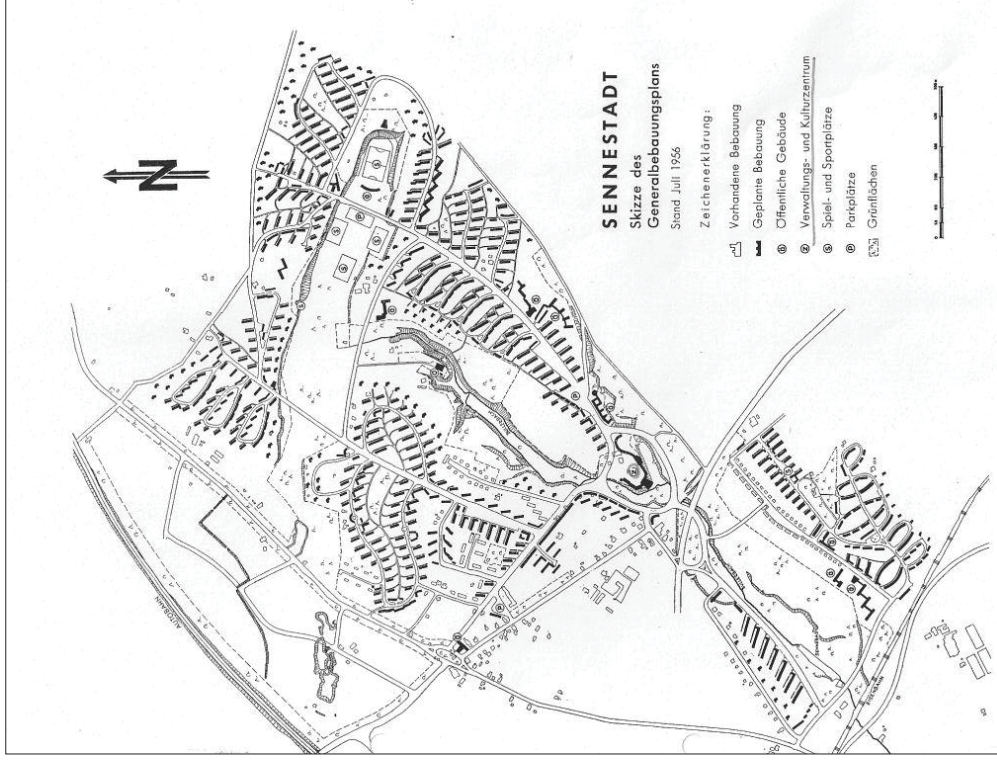 N
SENNESTADT
Skizze des
Generalbebauungsplans
Stand Juli 1956
Zeichenerklärung:
Vorhandene Bebauung
Geplante Bebauung
Ö Öffentliche Gebäude
Z Verwaltungs- und Kulturzentrum
S Spiel- und Sportplätze
P Parkplätze
Grünflächen
AUTOBAHN